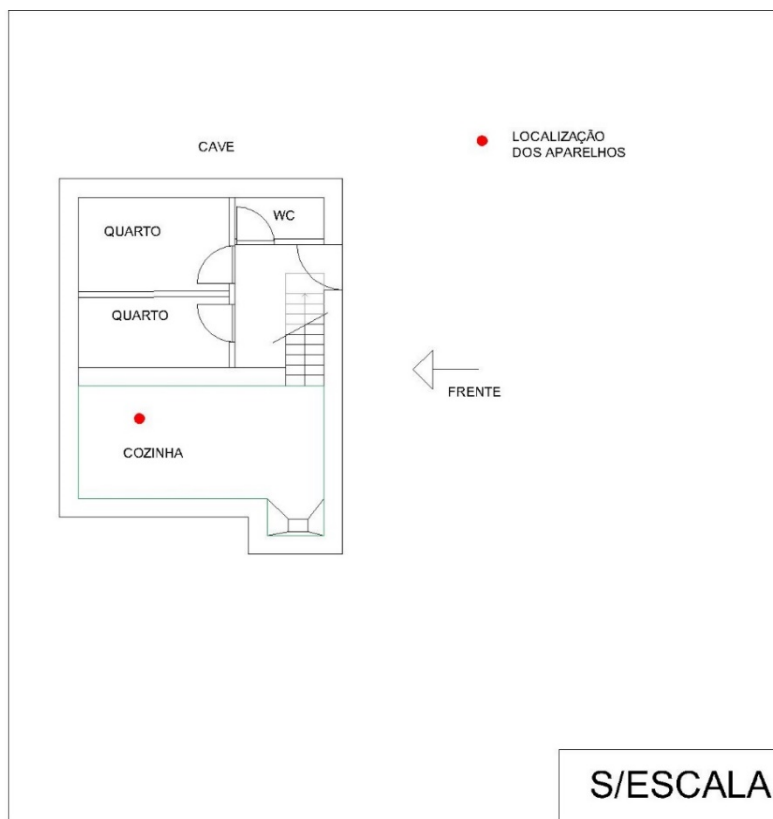 CAVE
LOCALIZAÇÃO
DOS APARELHOS
WC
QUARTO
QUARTO
FRENTE
COZINHA
S/ESCALA